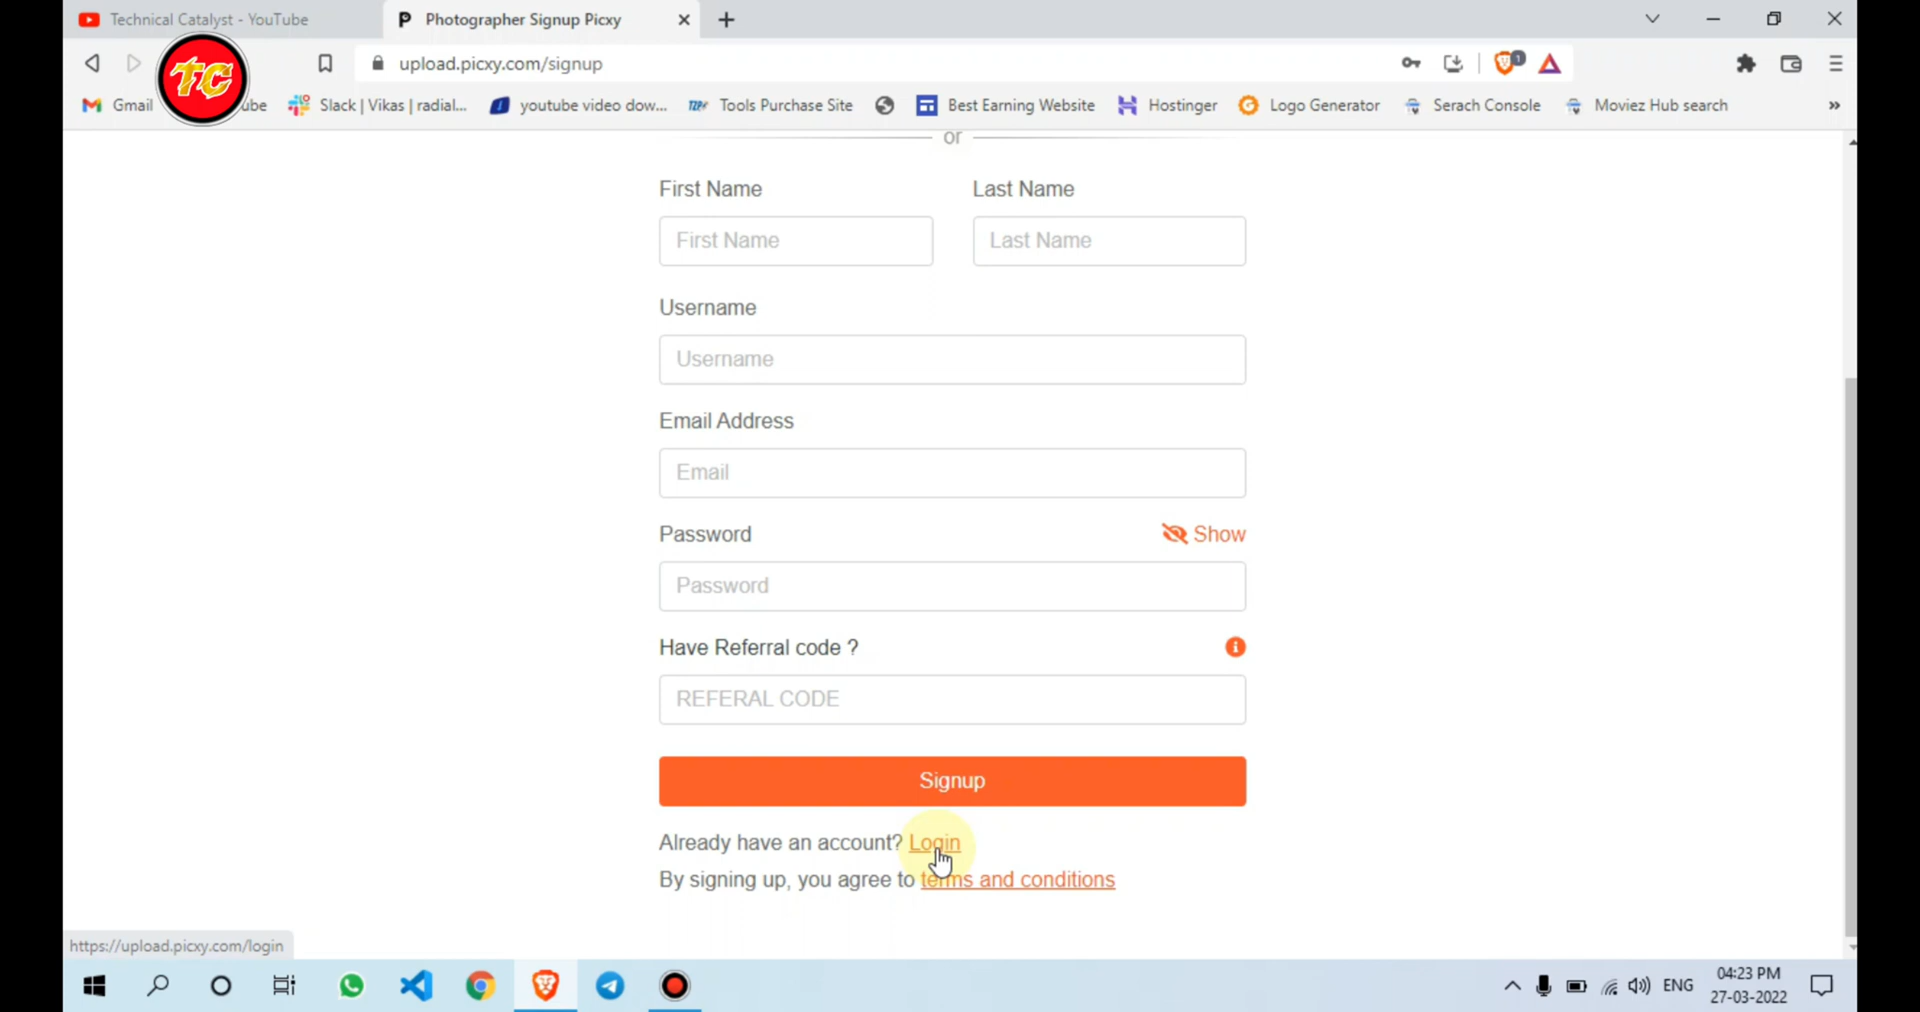 Technical Catalyst - YouTube
Photographer Signup Picxy
upload.picxy.com/signup
1
TC
Gmail
ube
Slack | Vikas | radial...
youtube video dow...
Tools Purchase Site
Best Earning Website
Hostinger
Logo Generator
Serach Console
Moviez Hub search
»
or
First Name
Last Name
First Name
Last Name
Username
Username
Email Address
Email
Password
Show
Password
Have Referral code ?
REFERAL CODE
Signup
Already have an account? Login
By signing up, you agree to terms and conditions
https://upload.picxy.com/login
ENG
04:23 PM
27-03-2022